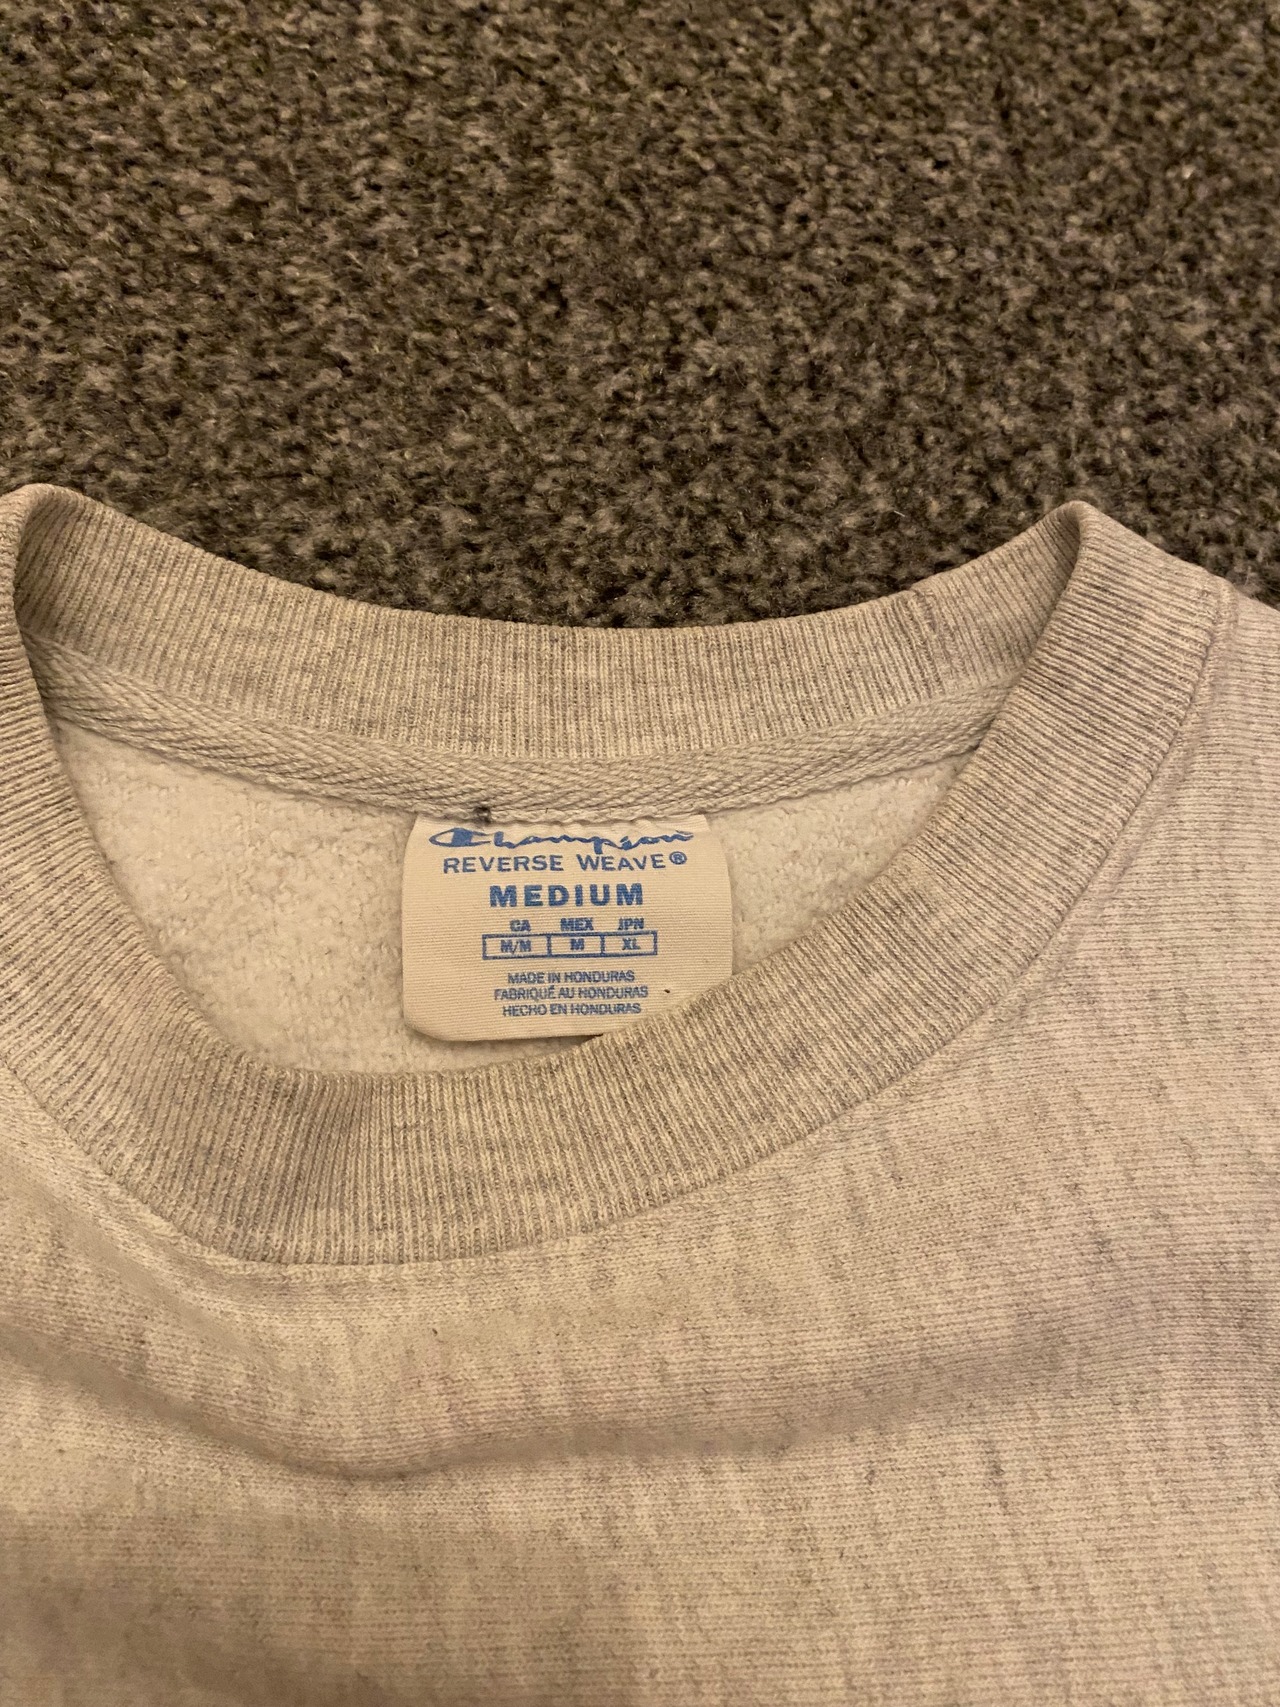 Champion
REVERSE WEAVE®
MEDIUM
CA MEX JPN
M/M M XL
MADE IN HONDURAS
FABRIQUÉ AU HONDURAS
HECHO EN HONDURAS